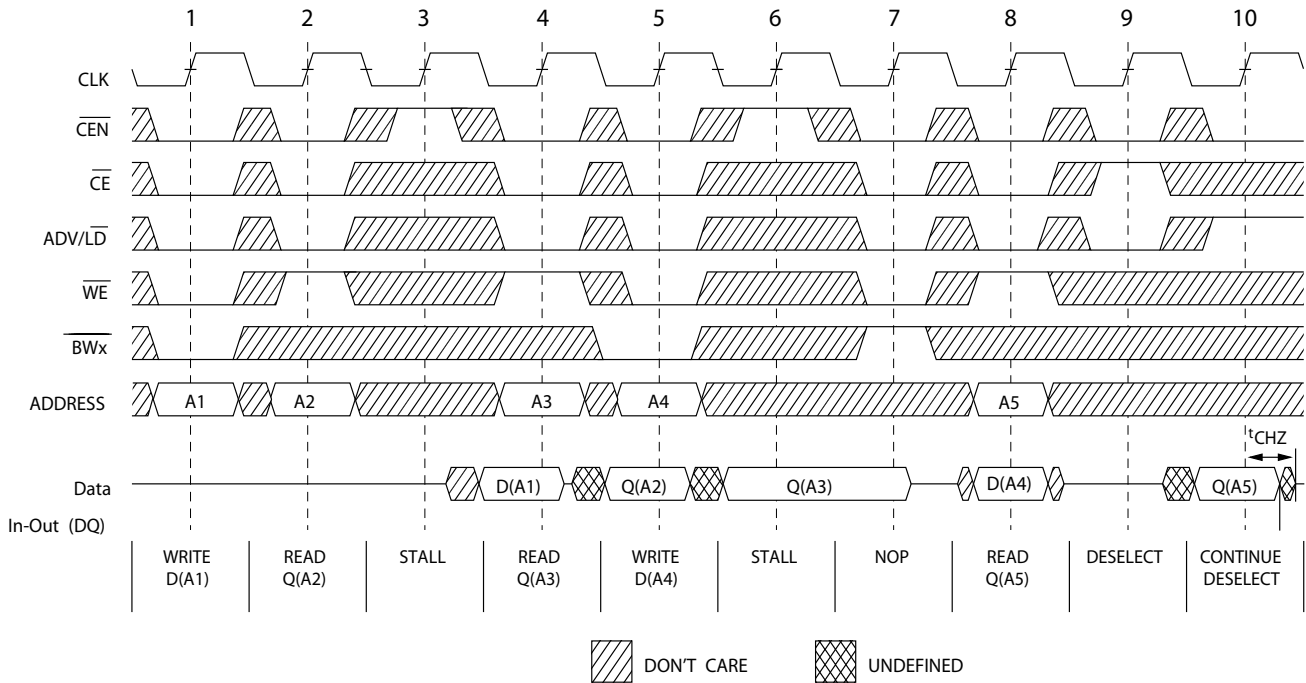 1 2 3 4 5 6 7 8 9 10
CLK
CEN
CE
ADV/LD
WE
BWx
ADDRESS A1 A2 A3 A4 A5
tCHZ
Data D(A1) Q(A2) Q(A3) D(A4) Q(A5)
In-Out (DQ)
WRITE READ STALL READ WRITE STALL NOP READ DESELECT CONTINUE
D(A1) Q(A2) Q(A3) D(A4) Q(A5) DESELECT
DON'T CARE UNDEFINED